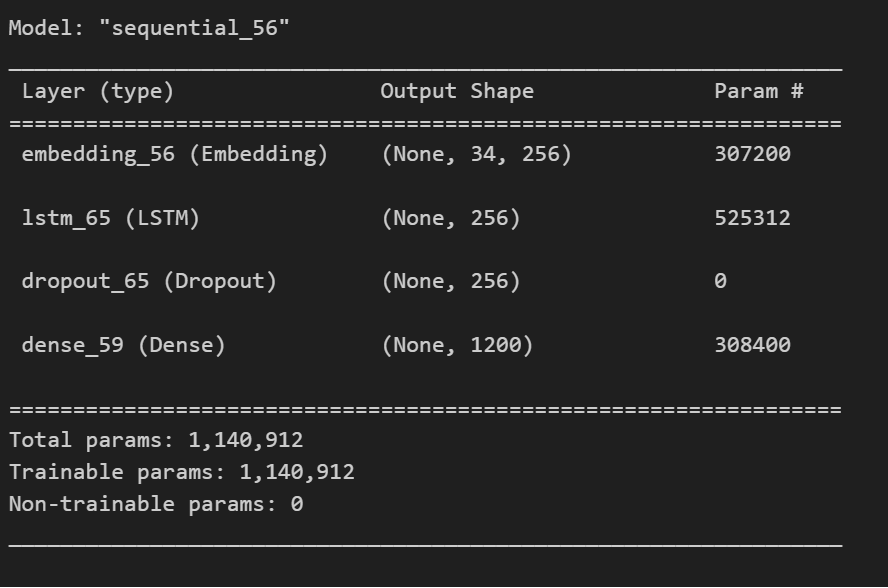 Model: "sequential_56"
Layer (type) Output Shape Param #
embedding_56 (Embedding) (None, 34, 256) 307200
lstm_65 (LSTM) (None, 256) 525312
dropout_65 (Dropout) (None, 256) 0
dense_59 (Dense) (None, 1200) 308400
Total params: 1,140,912
Trainable params: 1,140,912
Non-trainable params: 0